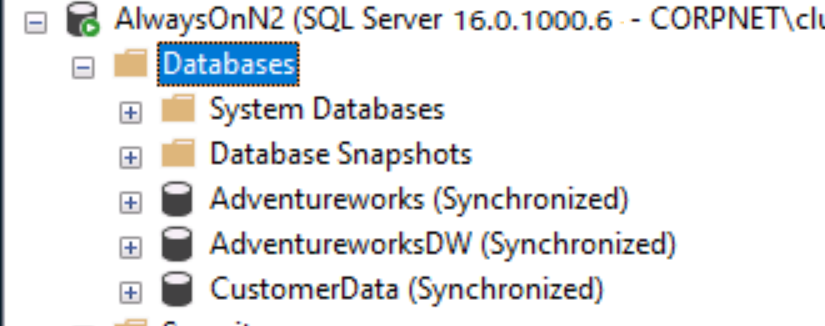 AlwaysOnN2 (SQL Server 16.0.1000.6 - CORPNET\clu
Databases
System Databases
Database Snapshots
Adventureworks (Synchronized)
AdventureworksDW (Synchronized)
CustomerData (Synchronized)